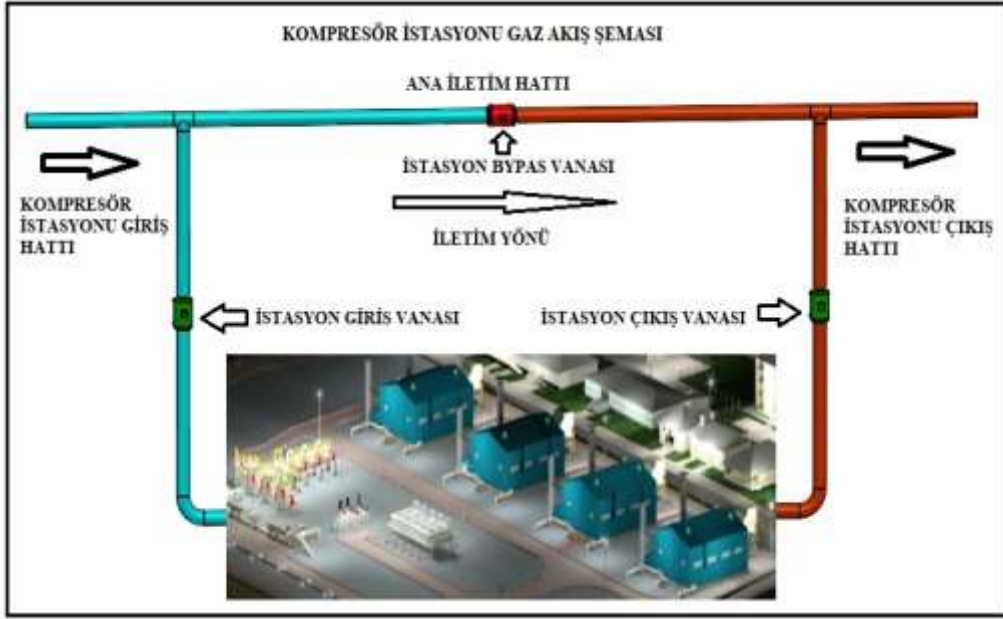 KOMPRESÖR İSTASYONU GAZ AKIŞ ŞEMASI
ANA İLETİM HATTI
İSTASYON BYPAS VANASI
KOMPRESÖR
İSTASYONU GİRİŞ
HATTI
İLETİM YÖNÜ
KOMPRESÖR
İSTASYONU ÇIKIŞ
HATTI
İSTASYON GİRİS VANASI
İSTASYON ÇIKIŞ VANASI